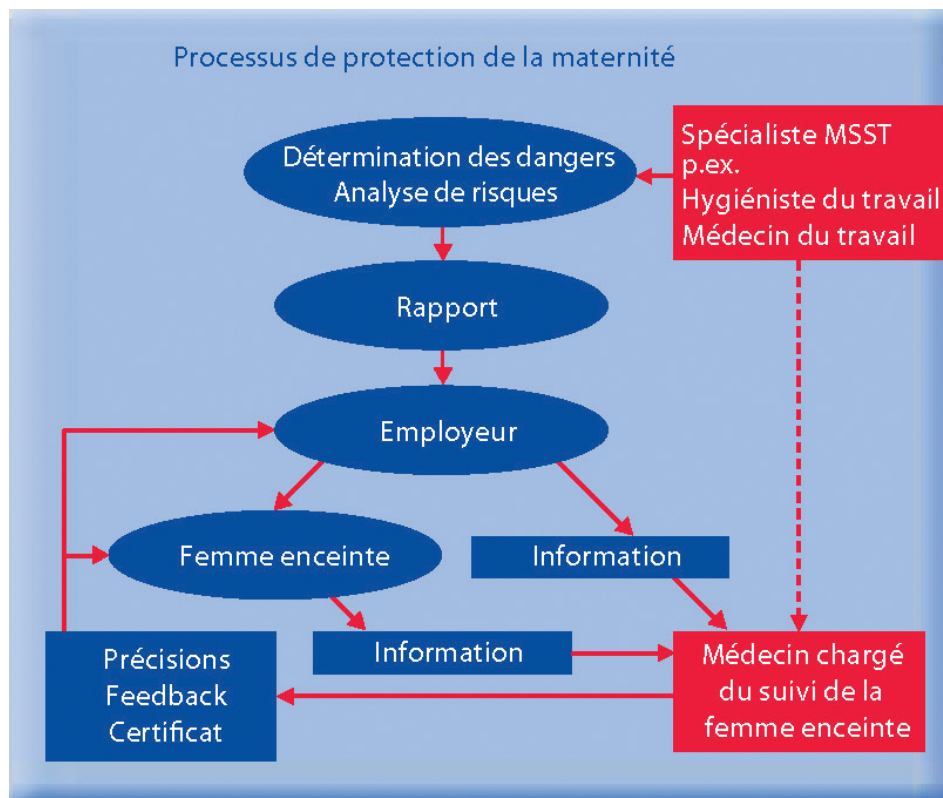 Processus de protection de la maternité
Détermination des dangers
Analyse de risques
Spécialiste MSST
p.ex.
Hygiéniste du travail
Médecin du travail
Rapport
Employeur
Femme enceinte
Information
Information
Précisions
Feedback
Certificat
Médecin chargé
du suivi de la
femme enceinte